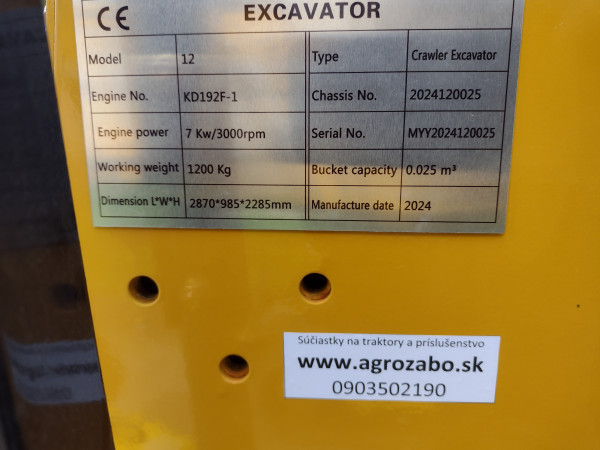 CE EXCAVATOR
Model 12 Type Crawler Excavator
Engine No. KD192F-1 Chassis No. 2024120025
Engine power 7 Kw/3000rpm Serial No. MYY2024120025
Working weight 1200 Kg Bucket capacity 0.025 m³
Dimension L*W*H 2870*985*2285mm Manufacture date 2024
Súčiastky na traktory a príslušenstvo
www.agrozabo.sk
0903502190